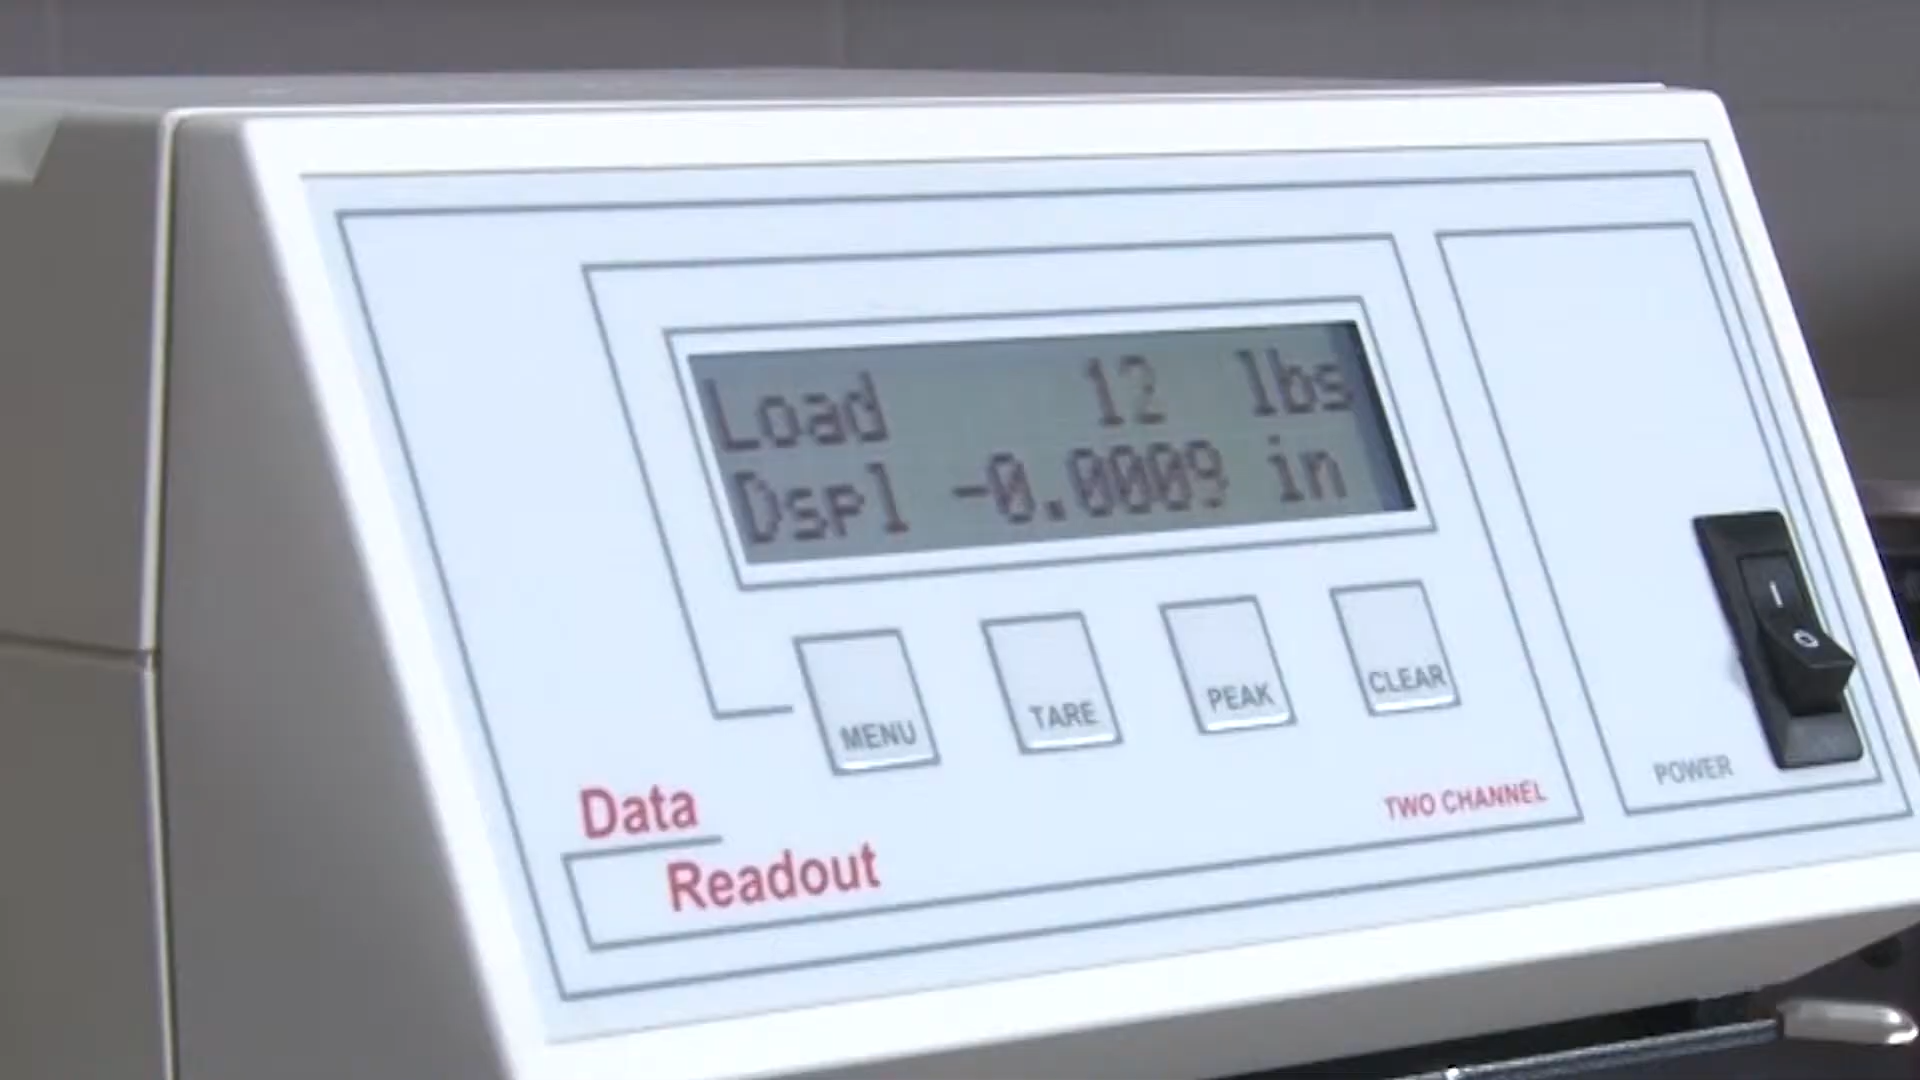 Load 12 lbs
Dspl -0.0009 in
MENU TARE PEAK CLEAR
Data
Readout
TWO CHANNEL
POWER
I
O